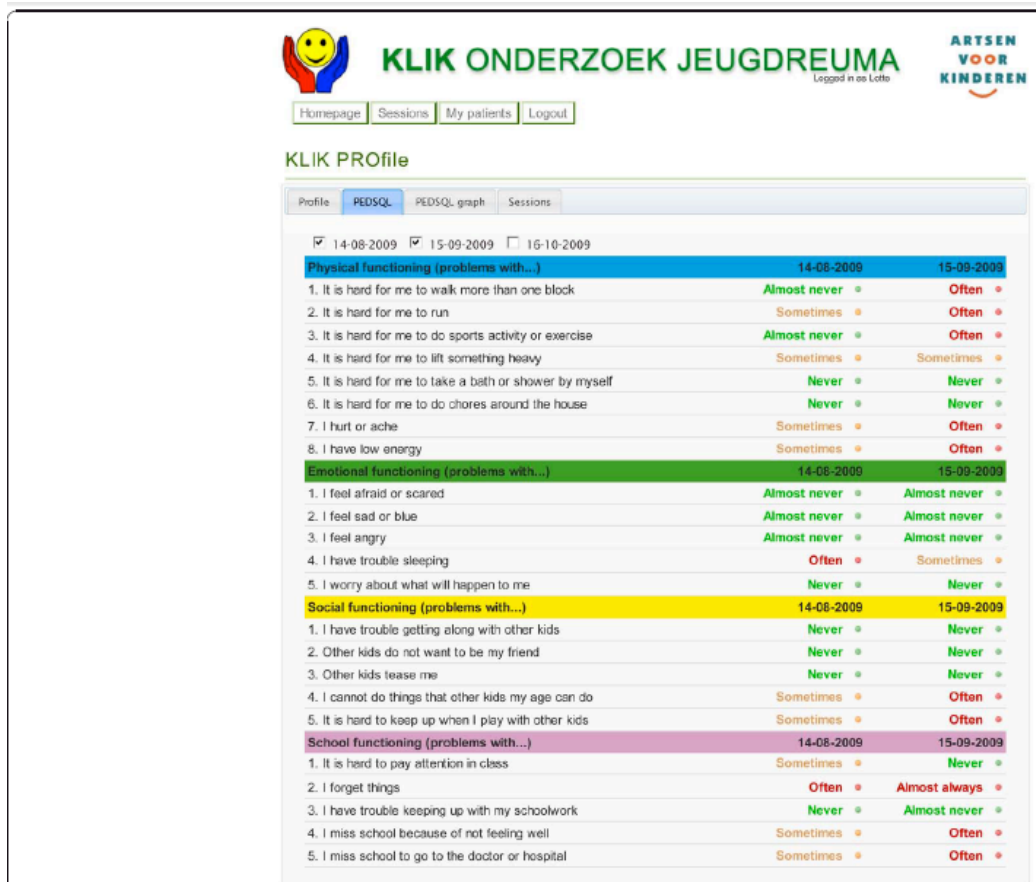 KLIK ONDERZOEK JEUGDREUMA
Logged in as Lotte
ARTSEN
VOOR
KINDEREN
Homepage Sessions My patients Logout
KLIK PROfile
Profile PEDSQL PEDSQL graph Sessions
14-08-2009 15-09-2009 16-10-2009
Physical functioning (problems with...) 14-08-2009 15-09-2009
1. It is hard for me to walk more than one block Almost never Often
2. It is hard for me to run Sometimes Often
3. It is hard for me to do sports activity or exercise Almost never Often
4. It is hard for me to lift something heavy Sometimes Sometimes
5. It is hard for me to take a bath or shower by myself Never Never
6. It is hard for me to do chores around the house Never Never
7. I hurt or ache Sometimes Often
8. I have low energy Sometimes Often
Emotional functioning (problems with...) 14-08-2009 15-09-2009
1. I feel afraid or scared Almost never Almost never
2. I feel sad or blue Almost never Almost never
3. I feel angry Almost never Almost never
4. I have trouble sleeping Often Sometimes
5. I worry about what will happen to me Never Never
Social functioning (problems with...) 14-08-2009 15-09-2009
1. I have trouble getting along with other kids Never Never
2. Other kids do not want to be my friend Never Never
3. Other kids tease me Never Never
4. I cannot do things that other kids my age can do Sometimes Often
5. It is hard to keep up when I play with other kids Sometimes Often
School functioning (problems with...) 14-08-2009 15-09-2009
1. It is hard to pay attention in class Sometimes Never
2. I forget things Often Almost always
3. I have trouble keeping up with my schoolwork Never Almost never
4. I miss school because of not feeling well Sometimes Often
5. I miss school to go to the doctor or hospital Sometimes Often